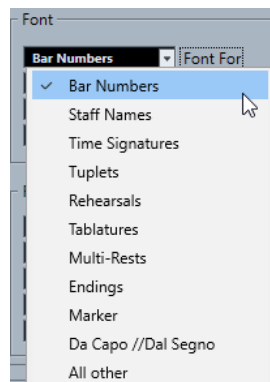 Font
Bar Numbers Font For
Bar Numbers
Staff Names
Time Signatures
Tuplets
Rehearsals
Tablatures
Multi-Rests
Endings
Marker
Da Capo //Dal Segno
All other